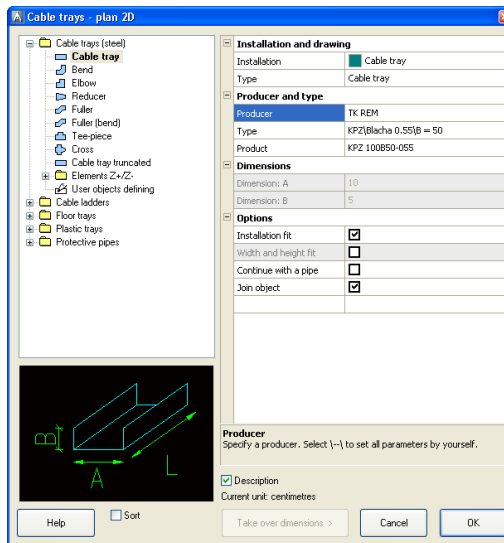 Cable trays - plan 2D
Cable trays (steel)
Cable tray
Bend
Elbow
Reducer
Fuller
Fuller (bend)
Tee-piece
Cross
Cable tray truncated
Elements Z+/Z-
User objects defining
Cable ladders
Floor trays
Plastic trays
Protective pipes
Installation and drawing
Installation Cable tray
Type Cable tray
Producer and type
Producer TK REM
Type KPZ\Blacha 0.55\B = 50
Product KPZ 100B50-055
Dimensions
Dimension: A 10
Dimension: B 5
Options
Installation fit
Width and height fit
Continue with a pipe
Join object
B
A
L
Producer
Specify a producer. Select \--\ to set all parameters by yourself.
Description
Current unit: centimetres
Help
Sort
Take over dimensions >
Cancel
OK